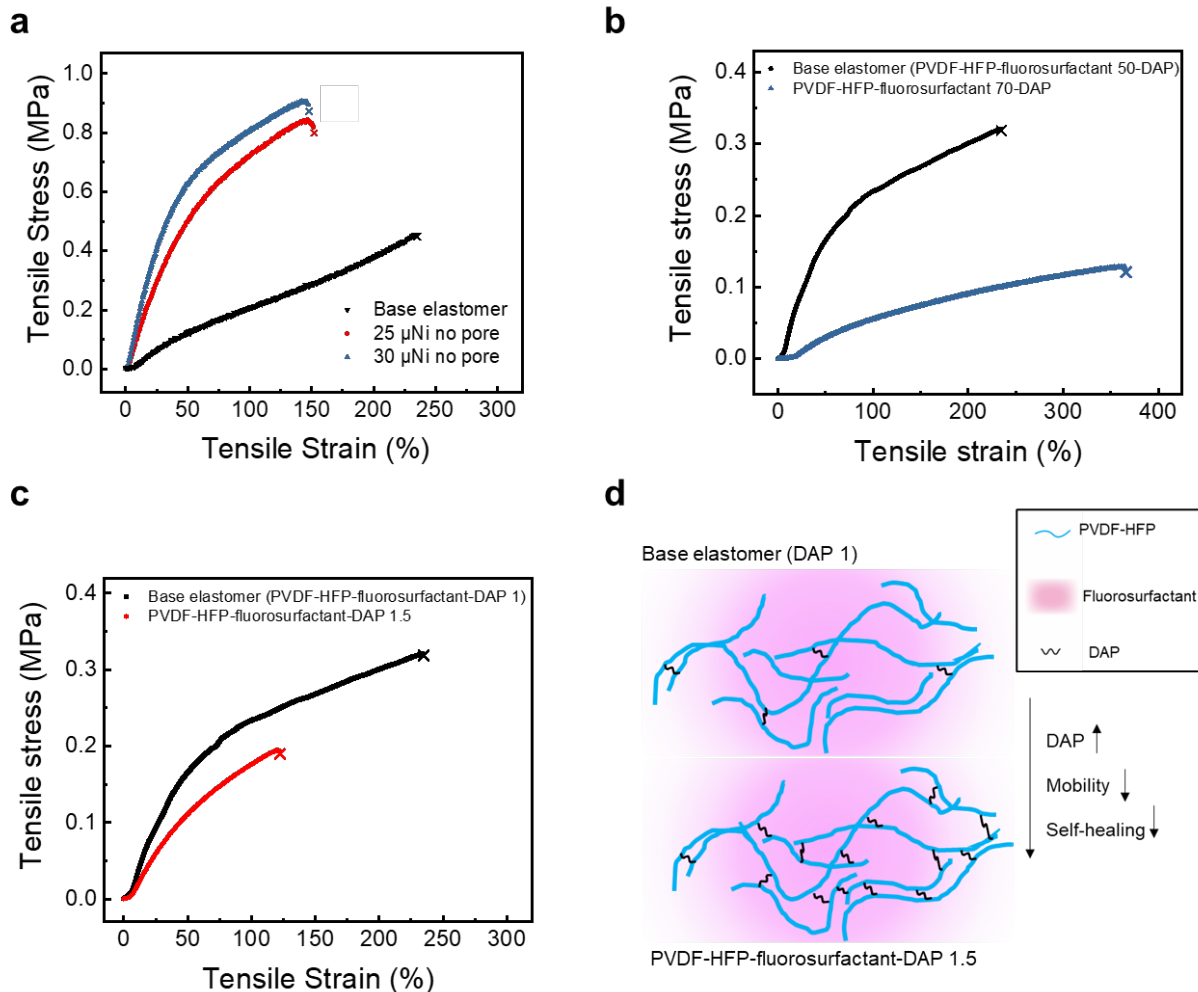 a
1.0
0.8
0.6
0.4
0.2
0.0
0
50
100
150
200
250
300
Tensile Stress (MPa)
Tensile Strain (%)
Base elastomer
25 µNi no pore
30 µNi no pore
b
0.4
0.3
0.2
0.1
0.0
0
100
200
300
400
Tensile stress (MPa)
Tensile strain (%)
Base elastomer (PVDF-HFP-fluorosurfactant 50-DAP)
PVDF-HFP-fluorosurfactant 70-DAP
c
0.4
0.3
0.2
0.1
0.0
0
50
100
150
200
250
300
Tensile stress (MPa)
Tensile Strain (%)
Base elastomer (PVDF-HFP-fluorosurfactant-DAP 1)
PVDF-HFP-fluorosurfactant-DAP 1.5
d
Base elastomer (DAP 1)
PVDF-HFP
Fluorosurfactant
DAP
DAP ↑
Mobility ↓
Self-healing ↓
PVDF-HFP-fluorosurfactant-DAP 1.5